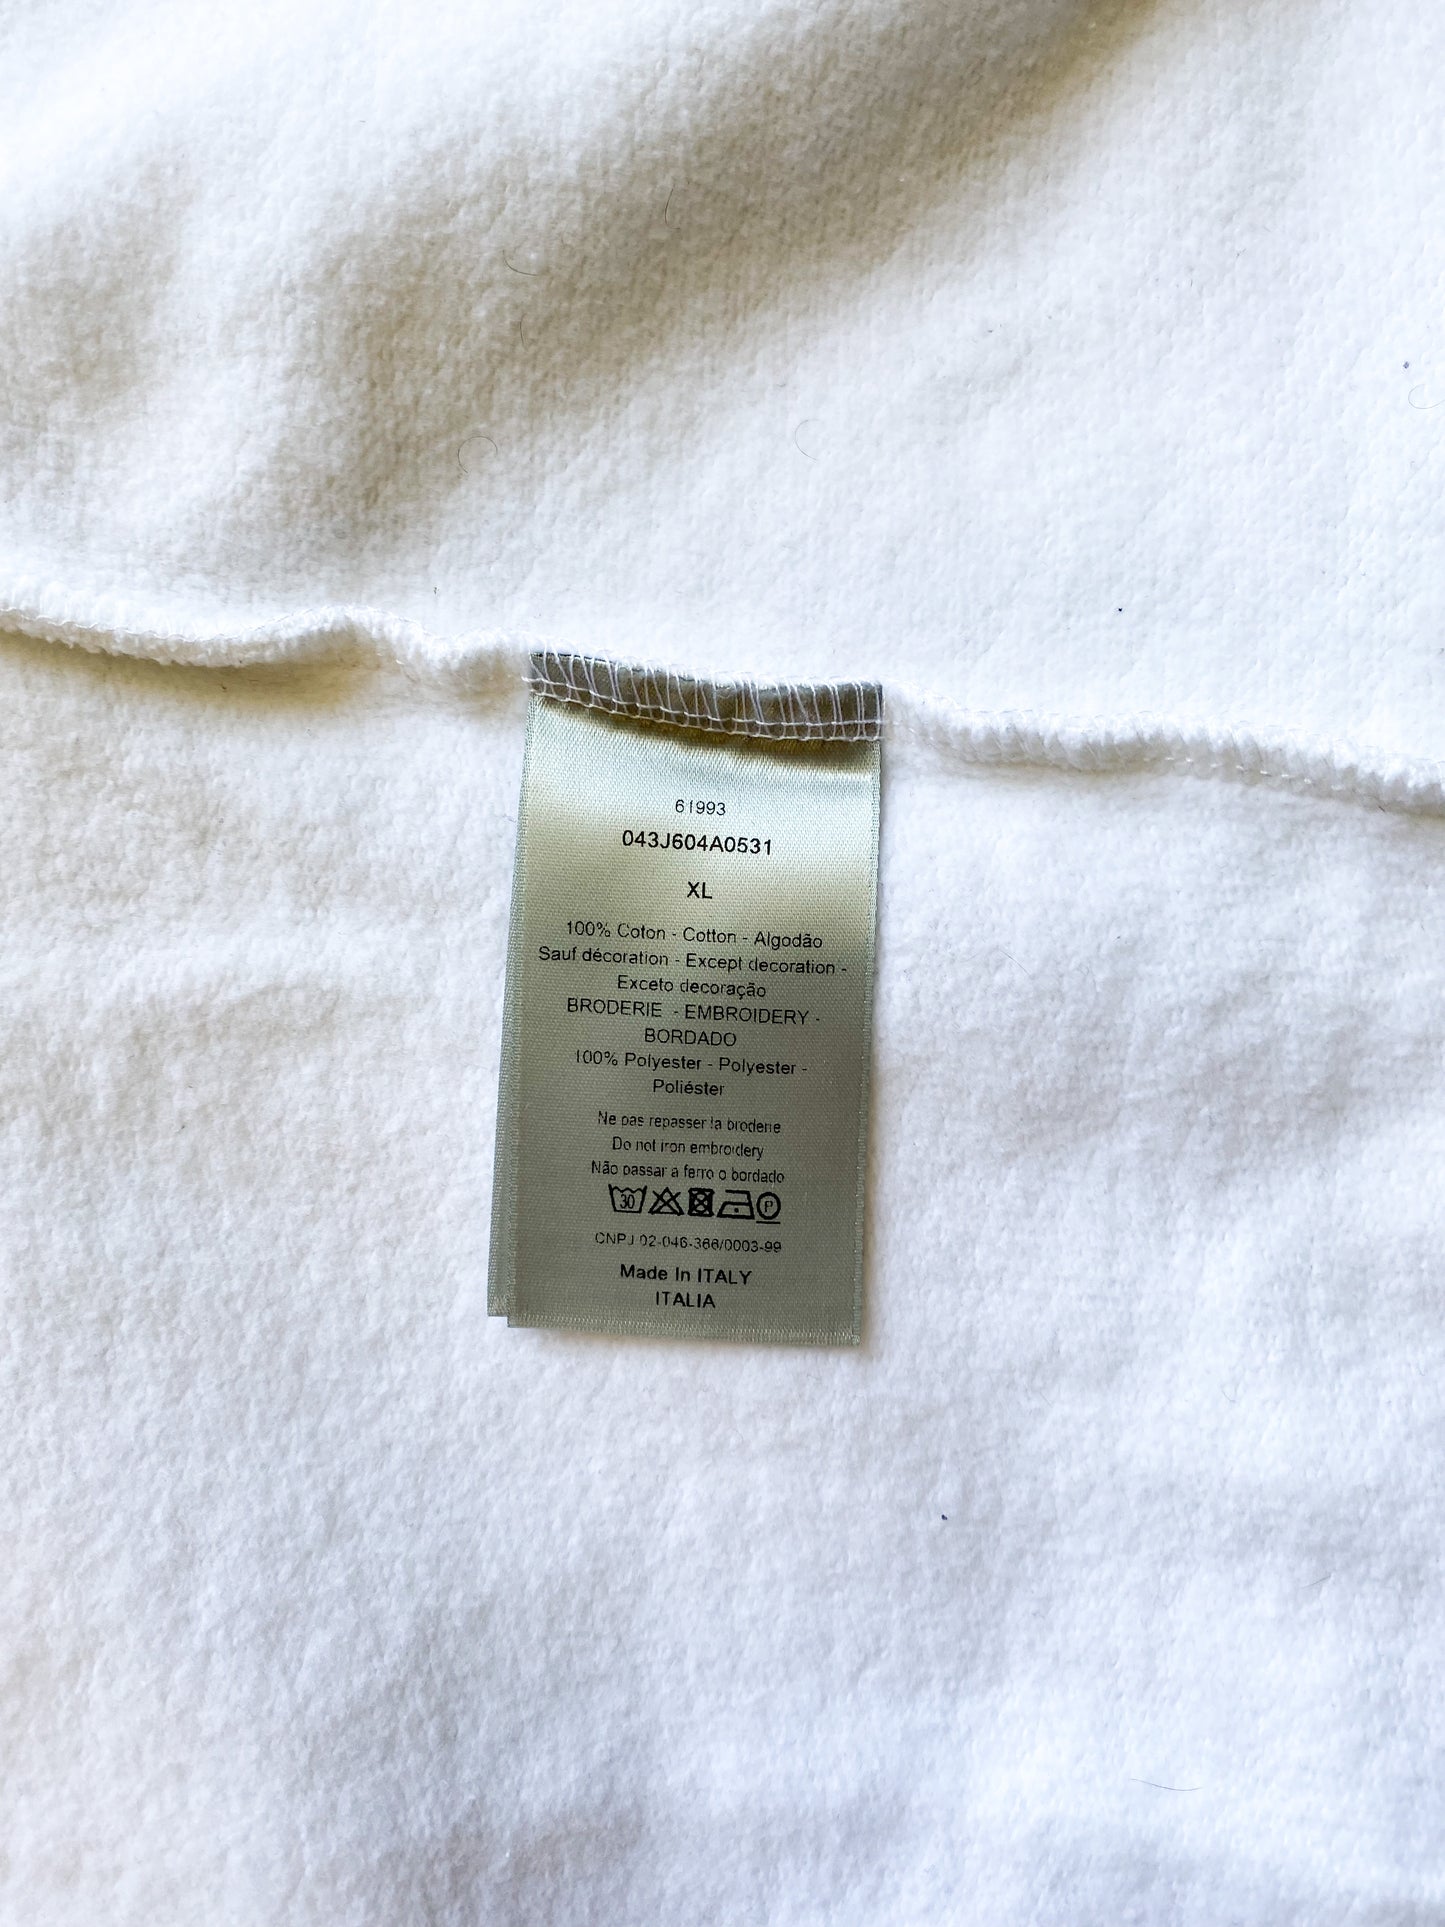 61993
043J604A0531
XL
100% Coton - Cotton - Algodão
Sauf décoration - Except decoration -
Exceto decoração
BRODERIE - EMBROIDERY -
BORDADO
100% Polyester - Polyester -
Poliéster
Ne pas repasser la broderie
Do not iron embroidery
Não passar a ferro o bordado
30 P
CNPJ 02-046-366/0003-99
Made In ITALY
ITALIA